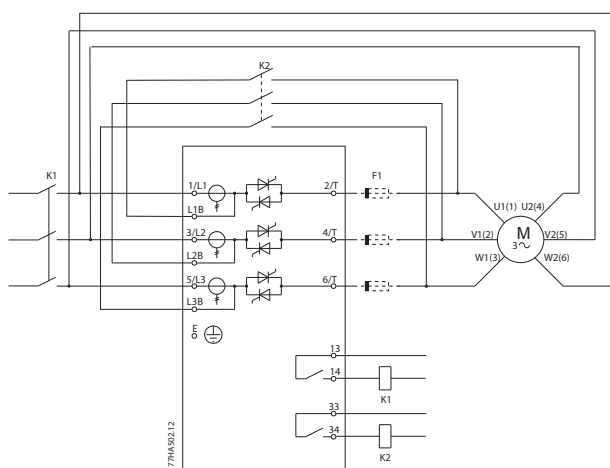 K2
K1
F1
1/L1
2/T
L1B
U1(1)
U2(4)
3/L2
4/T
V1(2)
M
3~
V2(5)
L2B
W1(3)
W2(6)
5/L3
6/T
L3B
E
13
14
K1
33
34
K2
77HA502.12